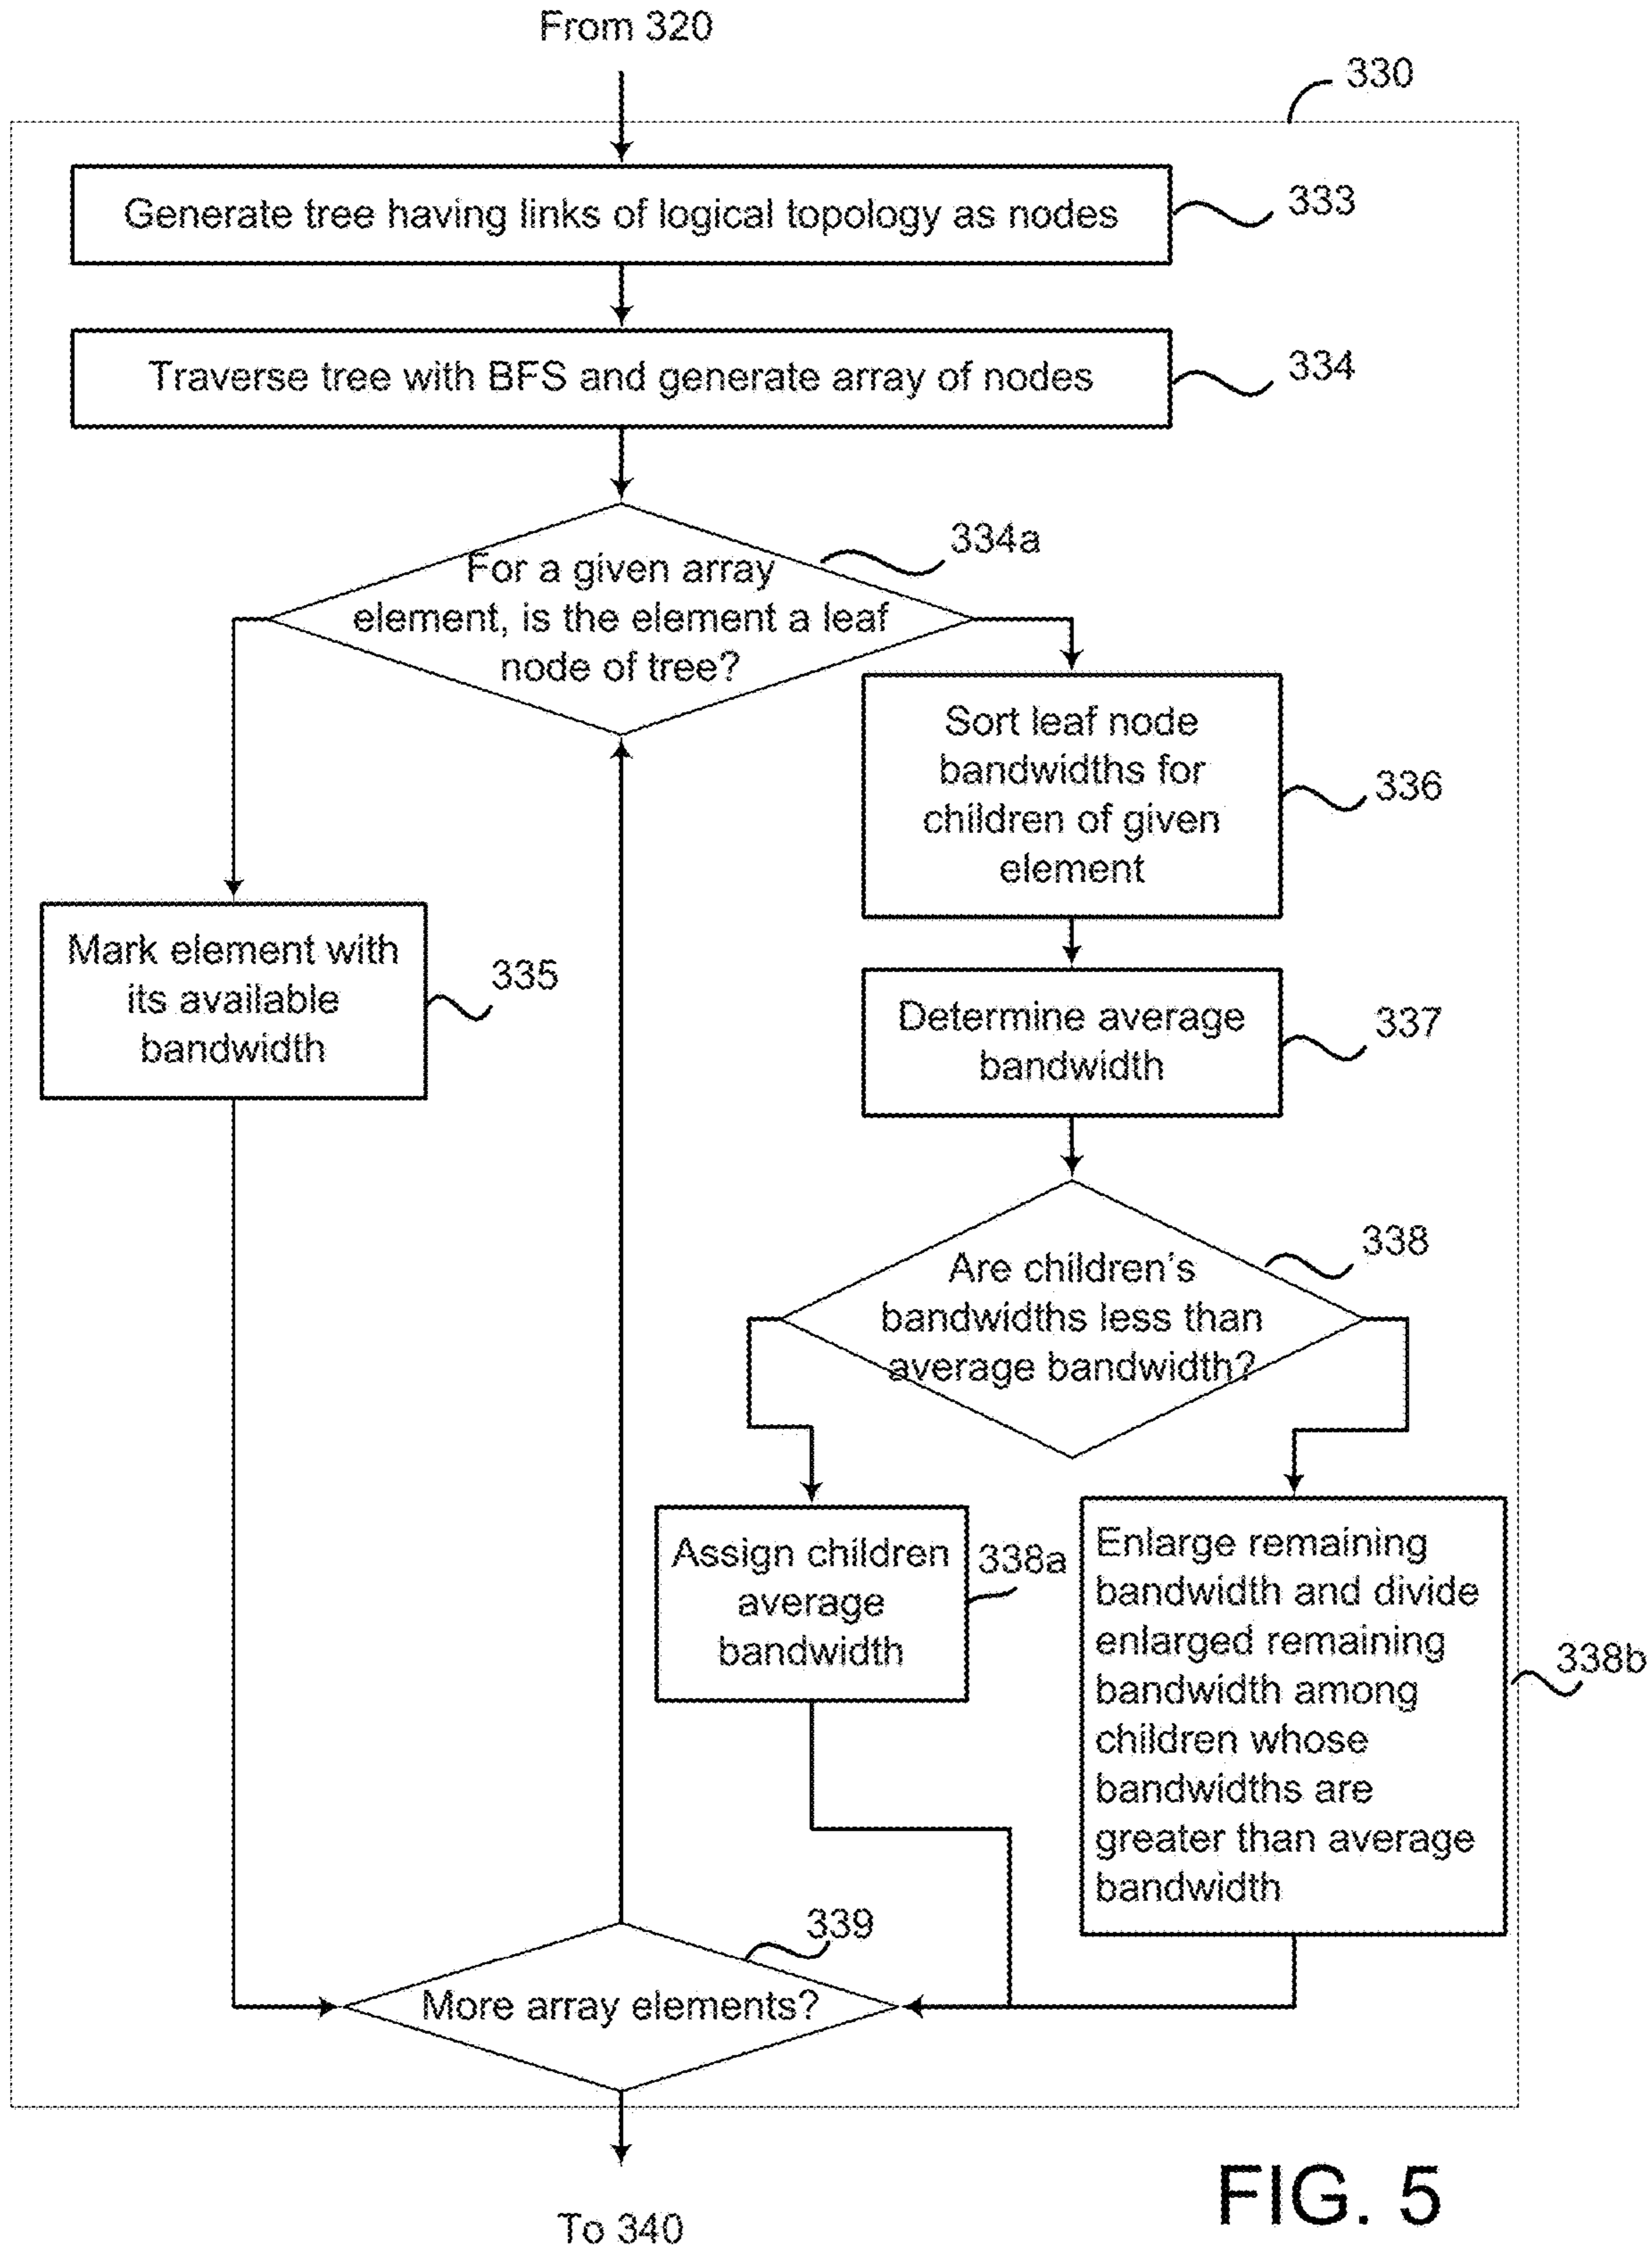 From 320
330
Generate tree having links of logical topology as nodes
333
Traverse tree with BFS and generate array of nodes
334
334a
For a given array
element, is the element a leaf
node of tree?
Sort leaf node
bandwidths for
children of given
element
336
Mark element with
its available
bandwidth
335
Determine average
bandwidth
337
338
Are children's
bandwidths less than
average bandwidth?
Assign children
average
bandwidth
338a
Enlarge remaining
bandwidth and divide
enlarged remaining
bandwidth among
children whose
bandwidths are
greater than average
bandwidth
338b
339
More array elements?
To 340
FIG. 5